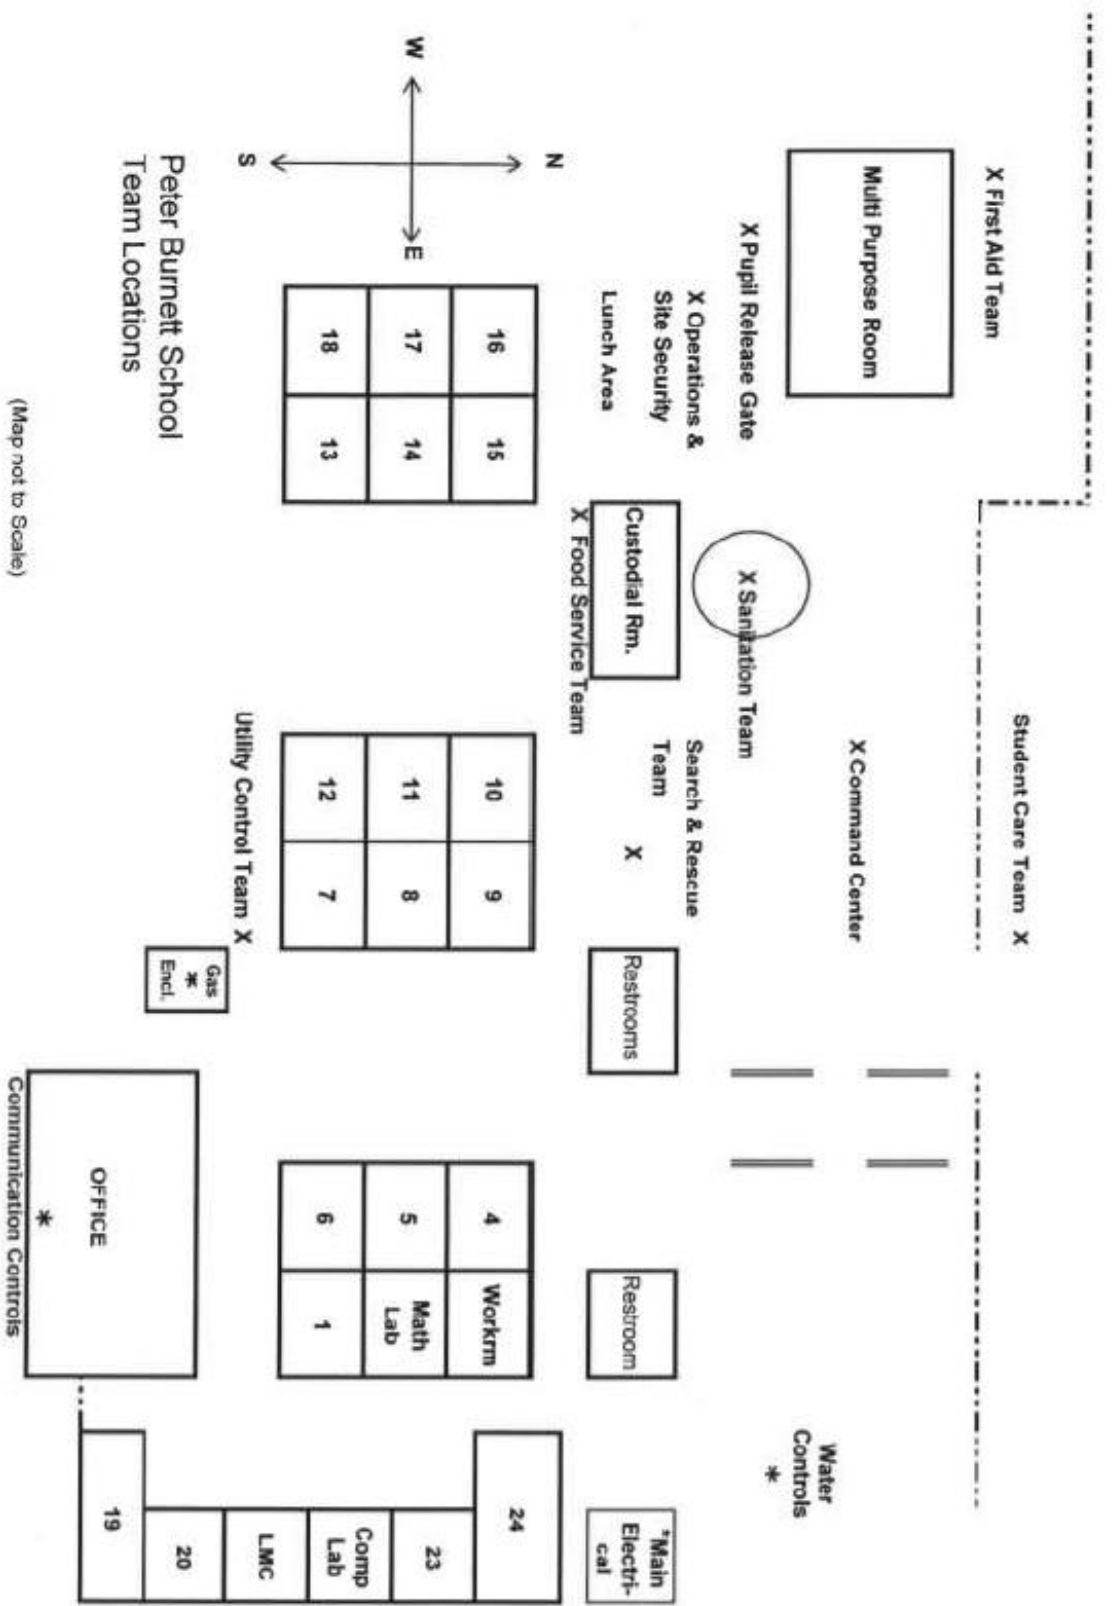 X First Aid Team
Multi Purpose Room
X Pupil Release Gate
X Operations &
Site Security
Lunch Area
Student Care Team X
X Command Center
X Sanitation Team
Custodial Rm.
X Food Service Team
Search & Rescue
Team X
Restrooms
Restroom
Water
Controls
*
*Main
Electri-
cal
N
W E
S
16 15
17 14
18 13
10 9
11 8
12 7
4 Workrm
5 Math
Lab
6 1
24
23
Comp
Lab
LMC
20
19
Utility Control Team X
Gas
*
Encl.
OFFICE
*
Communication Controls
Peter Burnett School
Team Locations
(Map not to Scale)